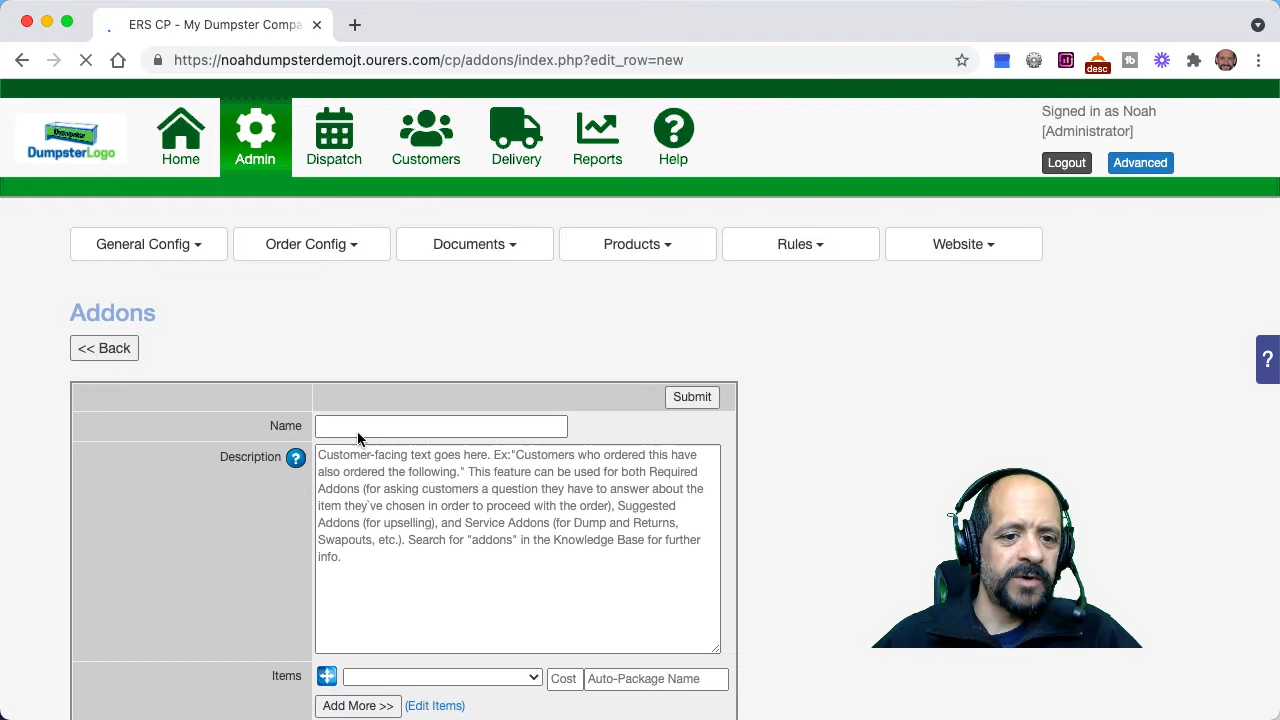 ERS CP - My Dumpster Compa
https://noahdumpsterdemojt.ourers.com/cp/addons/index.php?edit_row=new
desc
Signed in as Noah
[Administrator]
Logout
Advanced
DumpsterLogo
Home
Admin
Dispatch
Customers
Delivery
Reports
Help
General Config
Order Config
Documents
Products
Rules
Website
Addons
<< Back
?
Submit
Name
Description ?
Customer-facing text goes here. Ex:"Customers who ordered this have
also ordered the following." This feature can be used for both Required
Addons (for asking customers a question they have to answer about the
item they`ve chosen in order to proceed with the order), Suggested
Addons (for upselling), and Service Addons (for Dump and Returns,
Swapouts, etc.). Search for "addons" in the Knowledge Base for further
info.
Items
Cost
Auto-Package Name
Add More >>
(Edit Items)